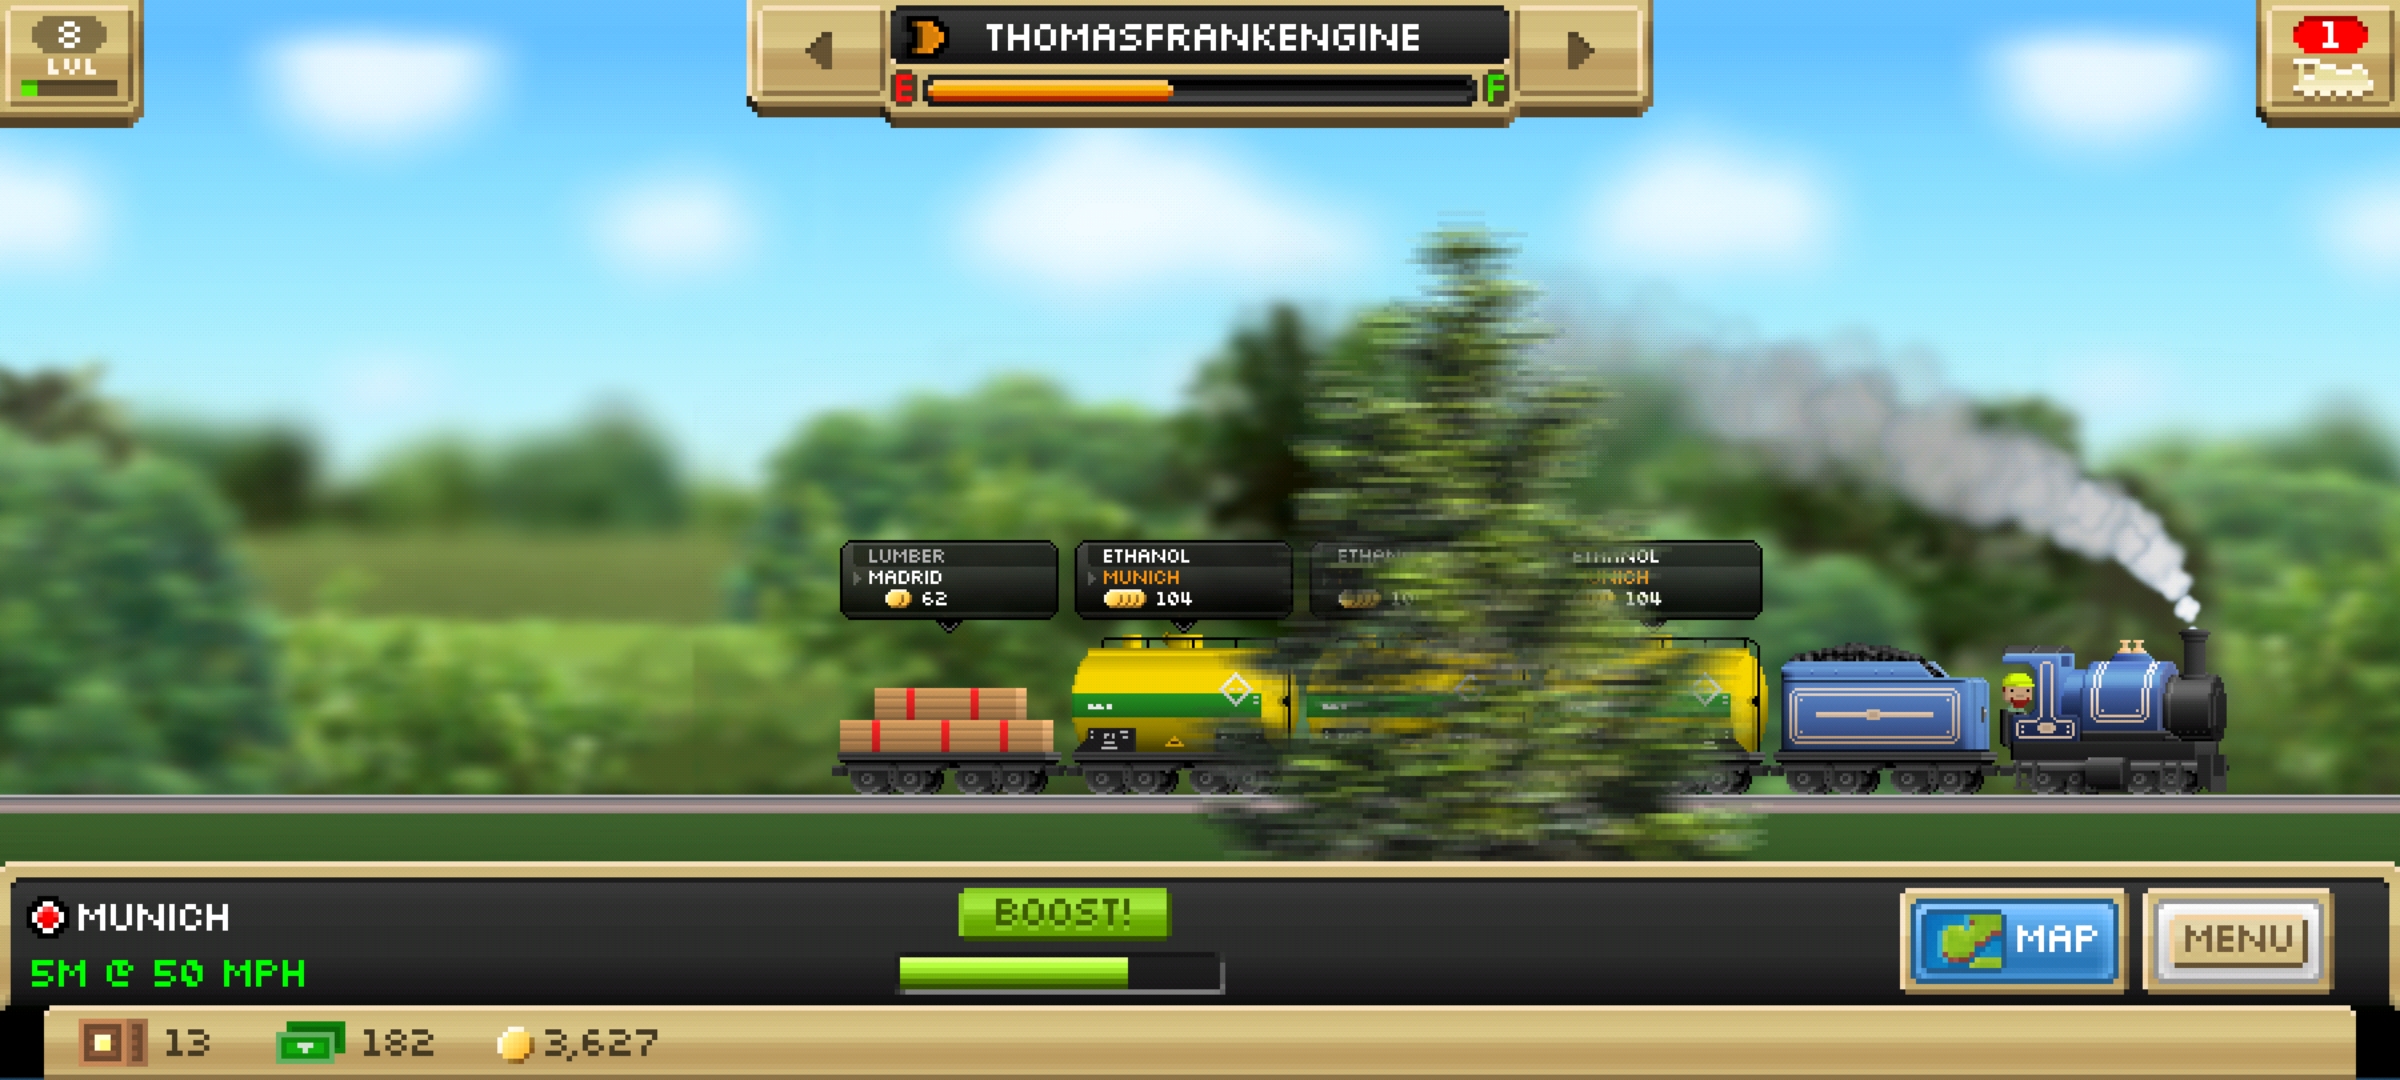 8
LVL
THOMASFRANKENGINE
E F
1
LUMBER
MADRID
62
ETHANOL
MUNICH
104
ETHANOL
104
MUNICH
5M @ 50 MPH
BOOST!
MAP
MENU
13
182
3,627